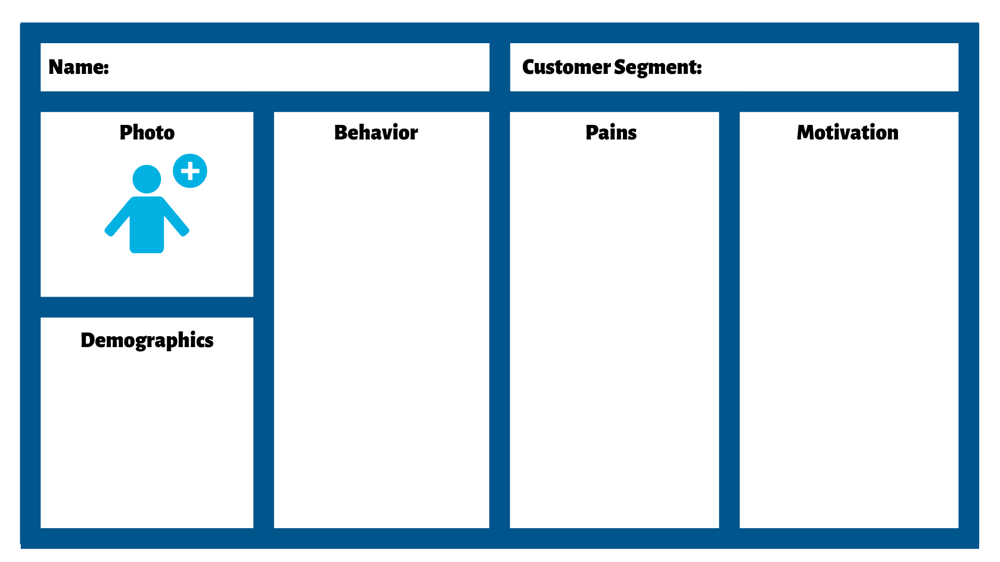 Name:
Customer Segment:
Photo
Behavior
Pains
Motivation
Demographics